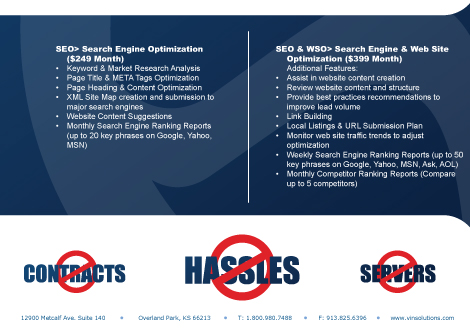 SEO> Search Engine Optimization
($249 Month)
• Keyword & Market Research Analysis
• Page Title & META Tags Optimization
• Page Heading & Content Optimization
• XML Site Map creation and submission to
major search engines
• Website Content Suggestions
• Monthly Search Engine Ranking Reports
(up to 20 key phrases on Google, Yahoo,
MSN)
SEO & WSO> Search Engine & Web Site
Optimization ($399 Month)
Additional Features:
• Assist in website content creation
• Review website content and structure
• Provide best practices recommendations to
improve lead volume
• Link Building
• Local Listings & URL Submission Plan
• Monitor web site traffic trends to adjust
optimization
• Weekly Search Engine Ranking Reports (up to 50
key phrases on Google, Yahoo, MSN, Ask, AOL)
• Monthly Competitor Ranking Reports (Compare
up to 5 competitors)
CONTRACTS
HASSLES
SERVERS
12900 Metcalf Ave. Suite 140 • Overland Park, KS 66213 • T: 1.800.980.7488 • F: 913.825.6396 • www.vinsolutions.com